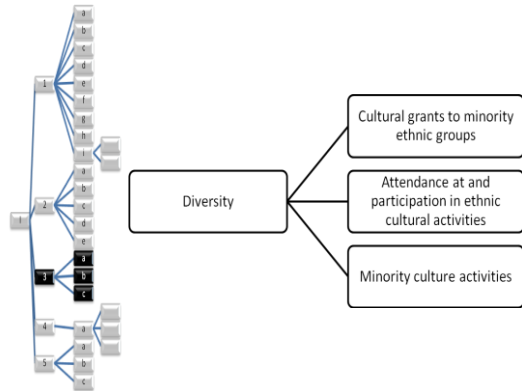 a
b
c
d
1
e
f
g
h
i
a
b
2
c
d
e
I
a
3
b
c
4
a
a
5
b
c
Diversity
Cultural grants to minority
ethnic groups
Attendance at and
participation in ethnic
cultural activities
Minority culture activities